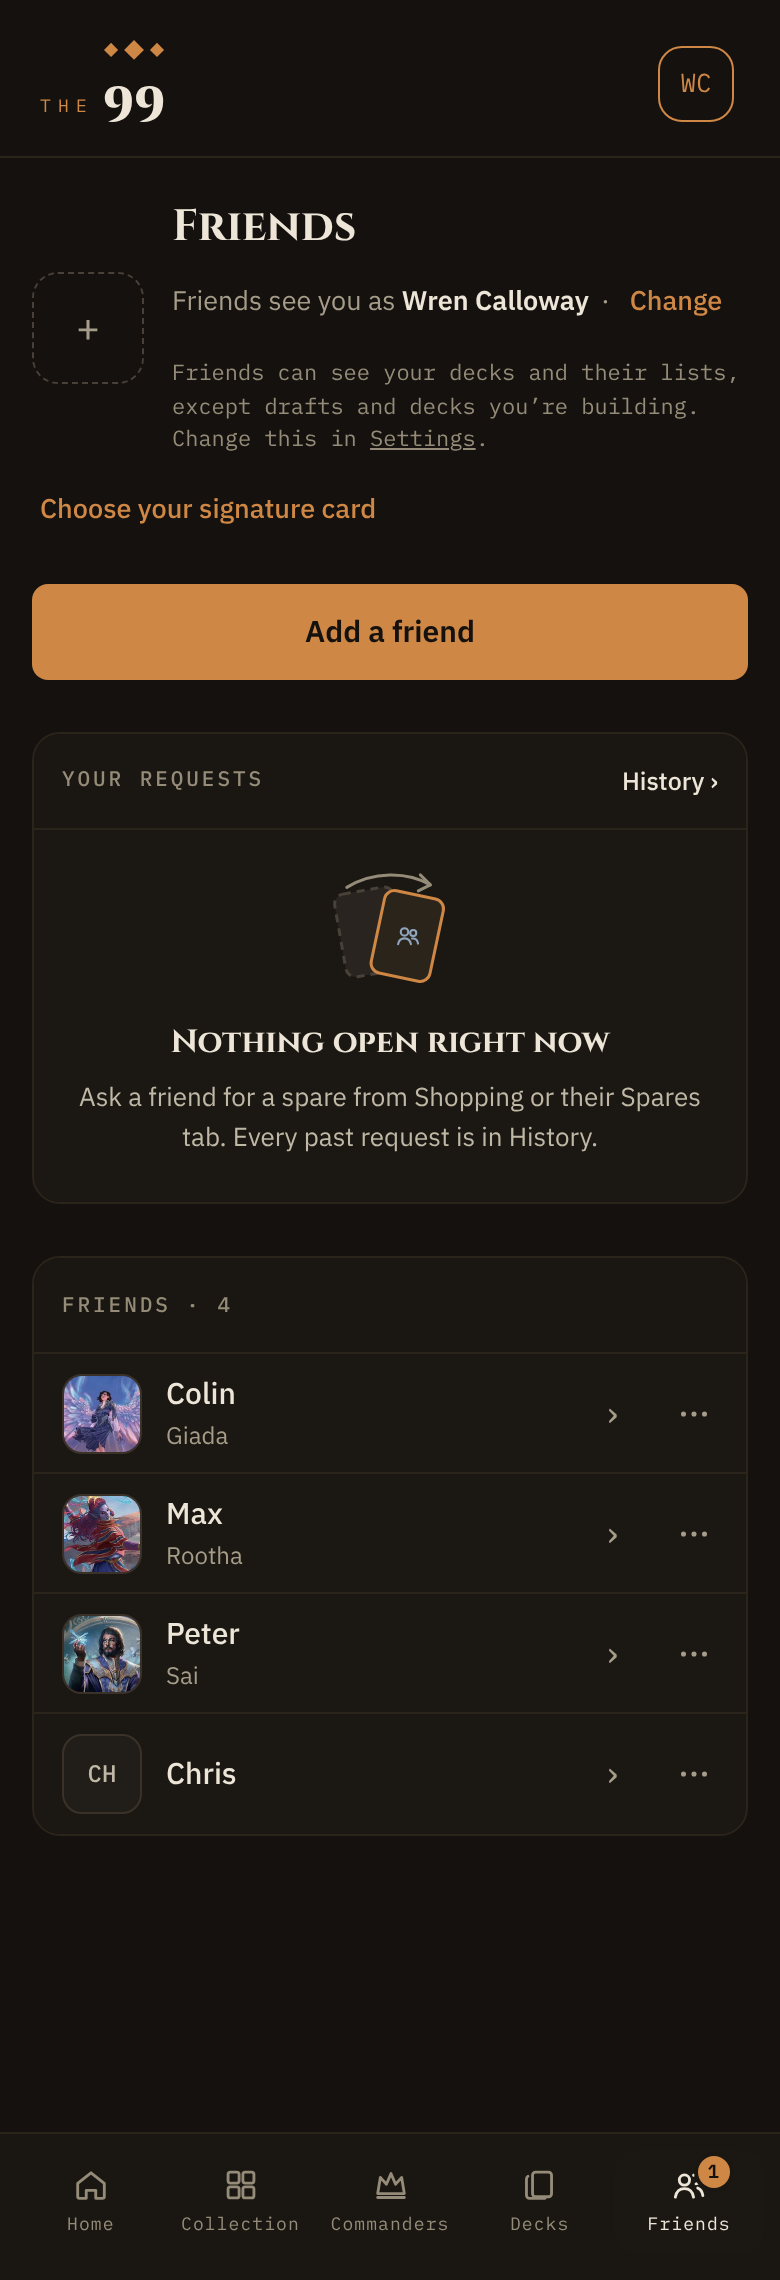 THE 99
WC
Friends
+
Friends see you as Wren Calloway · Change
Friends can see your decks and their lists,
except drafts and decks you’re building.
Change this in Settings.
Choose your signature card
Add a friend
YOUR REQUESTS
History ›
Nothing open right now
Ask a friend for a spare from Shopping or their Spares
tab. Every past request is in History.
FRIENDS · 4
Colin
Giada
Max
Rootha
Peter
Sai
CH
Chris
1
Home
Collection
Commanders
Decks
Friends